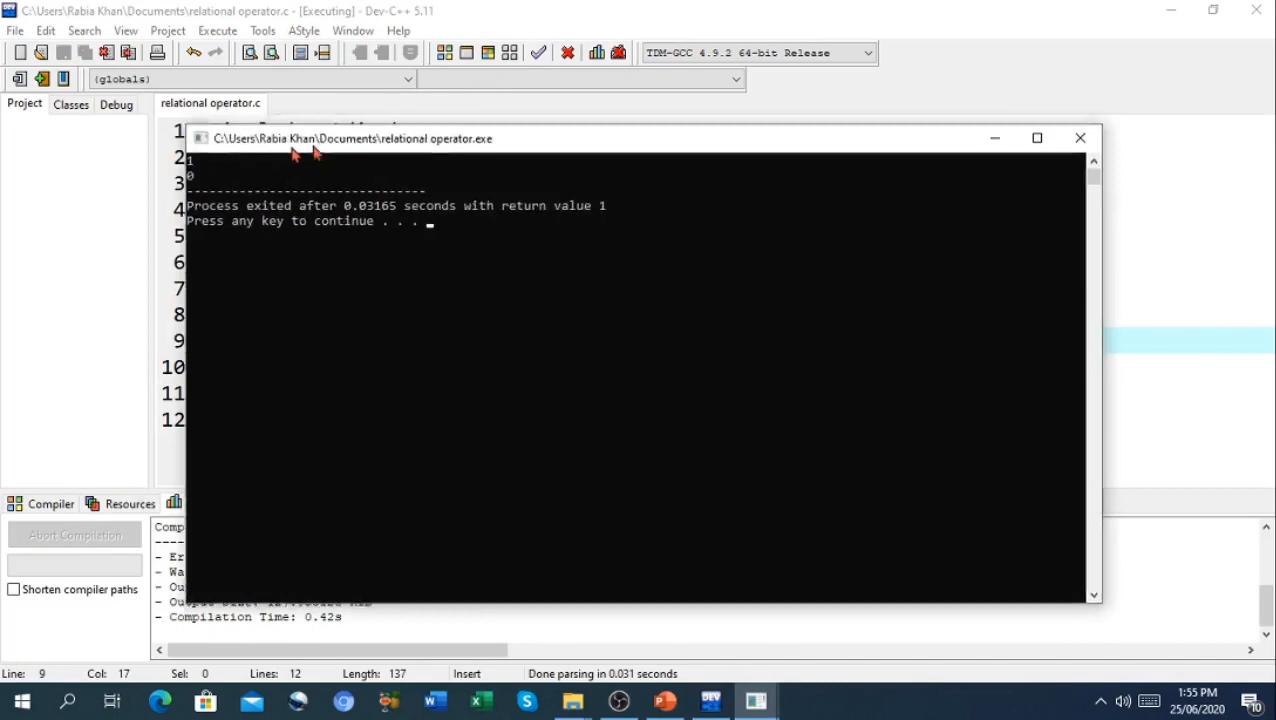 C:\Users\Rabia Khan\Documents\relational operator.c - [Executing] - Dev-C++ 5.11
File Edit Search View Project Execute Tools AStyle Window Help
TDM-GCC 4.9.2 64-bit Release
(globals)
Project Classes Debug relational operator.c
C:\Users\Rabia Khan\Documents\relational operator.exe
1
2
3
4
5
6
7
8
9
10
11
12
1
0
--------------------------------
Process exited after 0.03165 seconds with return value 1
Press any key to continue . . .
Compiler Resources
Abort Compilation
Shorten compiler paths
- Compilation Time: 0.42s
Line: 9 Col: 17 Sel: 0 Lines: 12 Length: 137 Insert Done parsing in 0.031 seconds
1:55 PM
25/06/2020
10